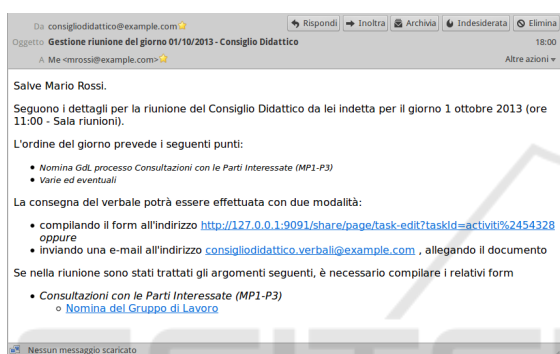 Da consigliodidattico@example.com Rispondi Inoltra Archivia Indesiderata Elimina
Oggetto Gestione riunione del giorno 01/10/2013 - Consiglio Didattico 18:00
A Me <mrossi@example.com> Altre azioni
Salve Mario Rossi.
Seguono i dettagli per la riunione del Consiglio Didattico da lei indetta per il giorno 1 ottobre 2013 (ore
11:00 - Sala riunioni).
L'ordine del giorno prevede i seguenti punti:
• Nomina GdL processo Consultazioni con le Parti Interessate (MP1-P3)
• Varie ed eventuali
La consegna del verbale potrà essere effettuata con due modalità:
• compilando il form all'indirizzo http://127.0.0.1:9091/share/page/task-edit?taskId=activiti%2454328
oppure
• inviando una e-mail all'indirizzo consigliodidattico.verbali@example.com , allegando il documento
Se nella riunione sono stati trattati gli argomenti seguenti, è necessario compilare i relativi form
• Consultazioni con le Parti Interessate (MP1-P3)
○ Nomina del Gruppo di Lavoro
Nessun messaggio scaricato